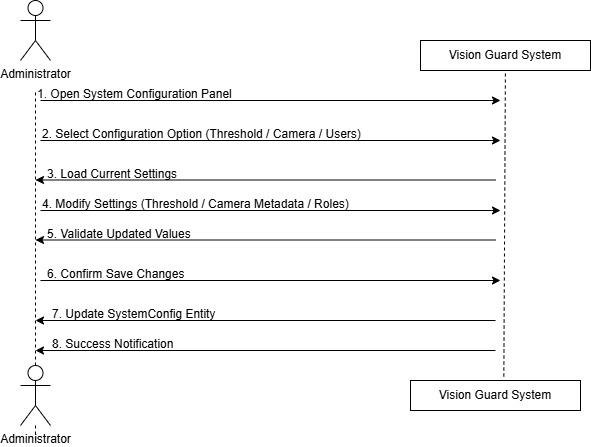 Administrator
Vision Guard System
1. Open System Configuration Panel
2. Select Configuration Option (Threshold / Camera / Users)
3. Load Current Settings
4. Modify Settings (Threshold / Camera Metadata / Roles)
5. Validate Updated Values
6. Confirm Save Changes
7. Update SystemConfig Entity
8. Success Notification
Vision Guard System
Administrator